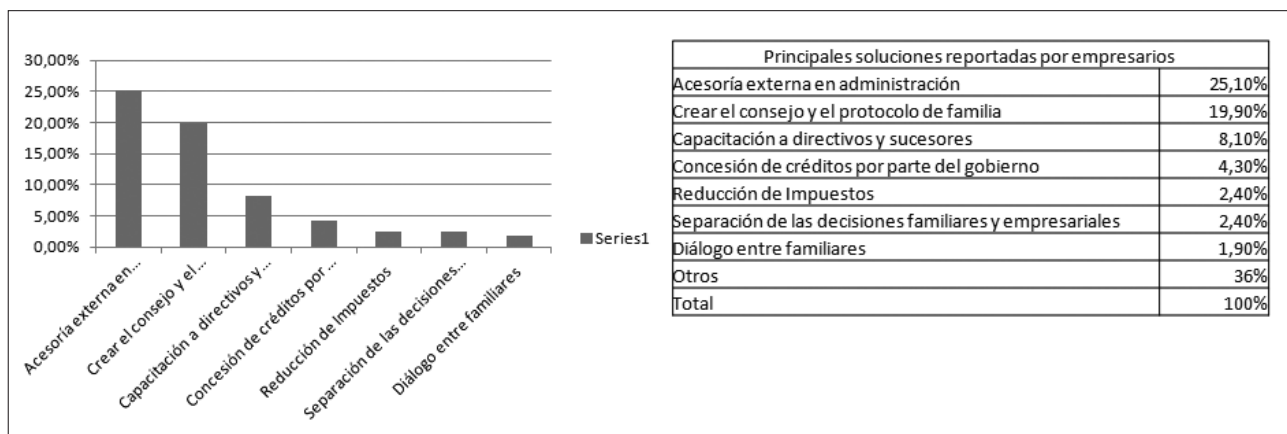 30,00%
25,00%
20,00%
15,00%
10,00%
5,00%
0,00%
Acesoría externa en...
Crear el consejo y el...
Capacitación a directivos y...
Concesión de créditos por ...
Reducción de Impuestos
Separación de las decisiones...
Diálogo entre familiares
Series1
Principales soluciones reportadas por empresarios
Acesoría externa en administración 25,10%
Crear el consejo y el protocolo de familia 19,90%
Capacitación a directivos y sucesores 8,10%
Concesión de créditos por parte del gobierno 4,30%
Reducción de Impuestos 2,40%
Separación de las decisiones familiares y empresariales 2,40%
Diálogo entre familiares 1,90%
Otros 36%
Total 100%